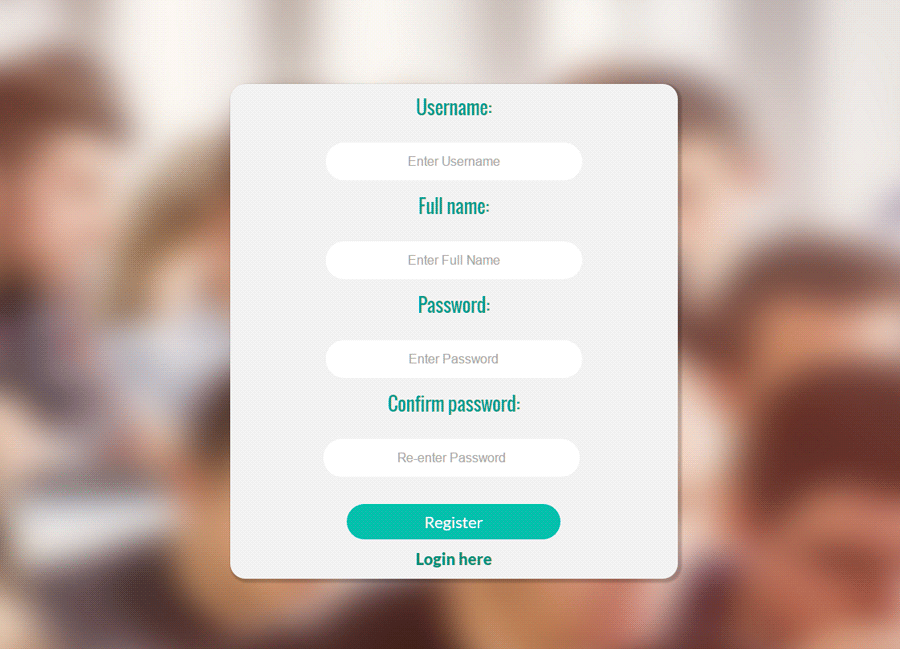 Username:
Enter Username
Full name:
Enter Full Name
Password:
Enter Password
Confirm password:
Re-enter Password
Register
Login here